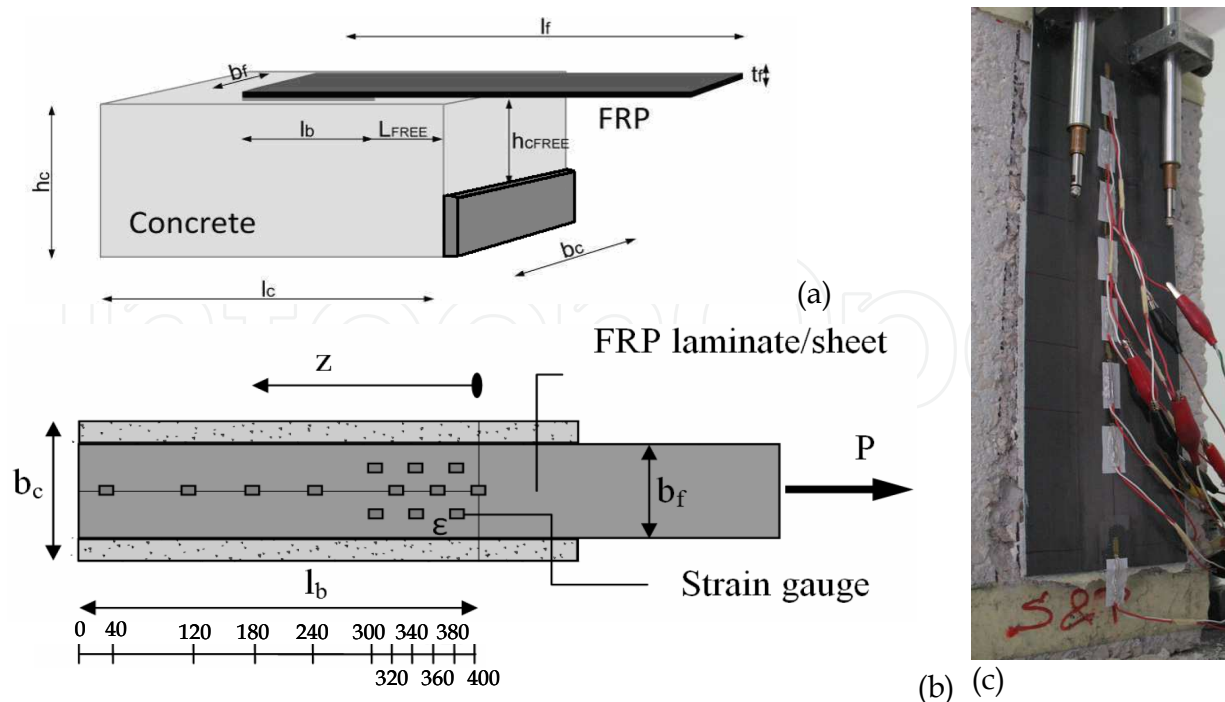 lf
bf
tf
FRP
lb LFREE
hCFREE
hc
Concrete
bc
lc
(a)
FRP laminate/sheet
z
P
bc
bf
ε
Strain gauge
lb
0 40 120 180 240 300 340 380
320 360 400
(b)
(c)
S&P